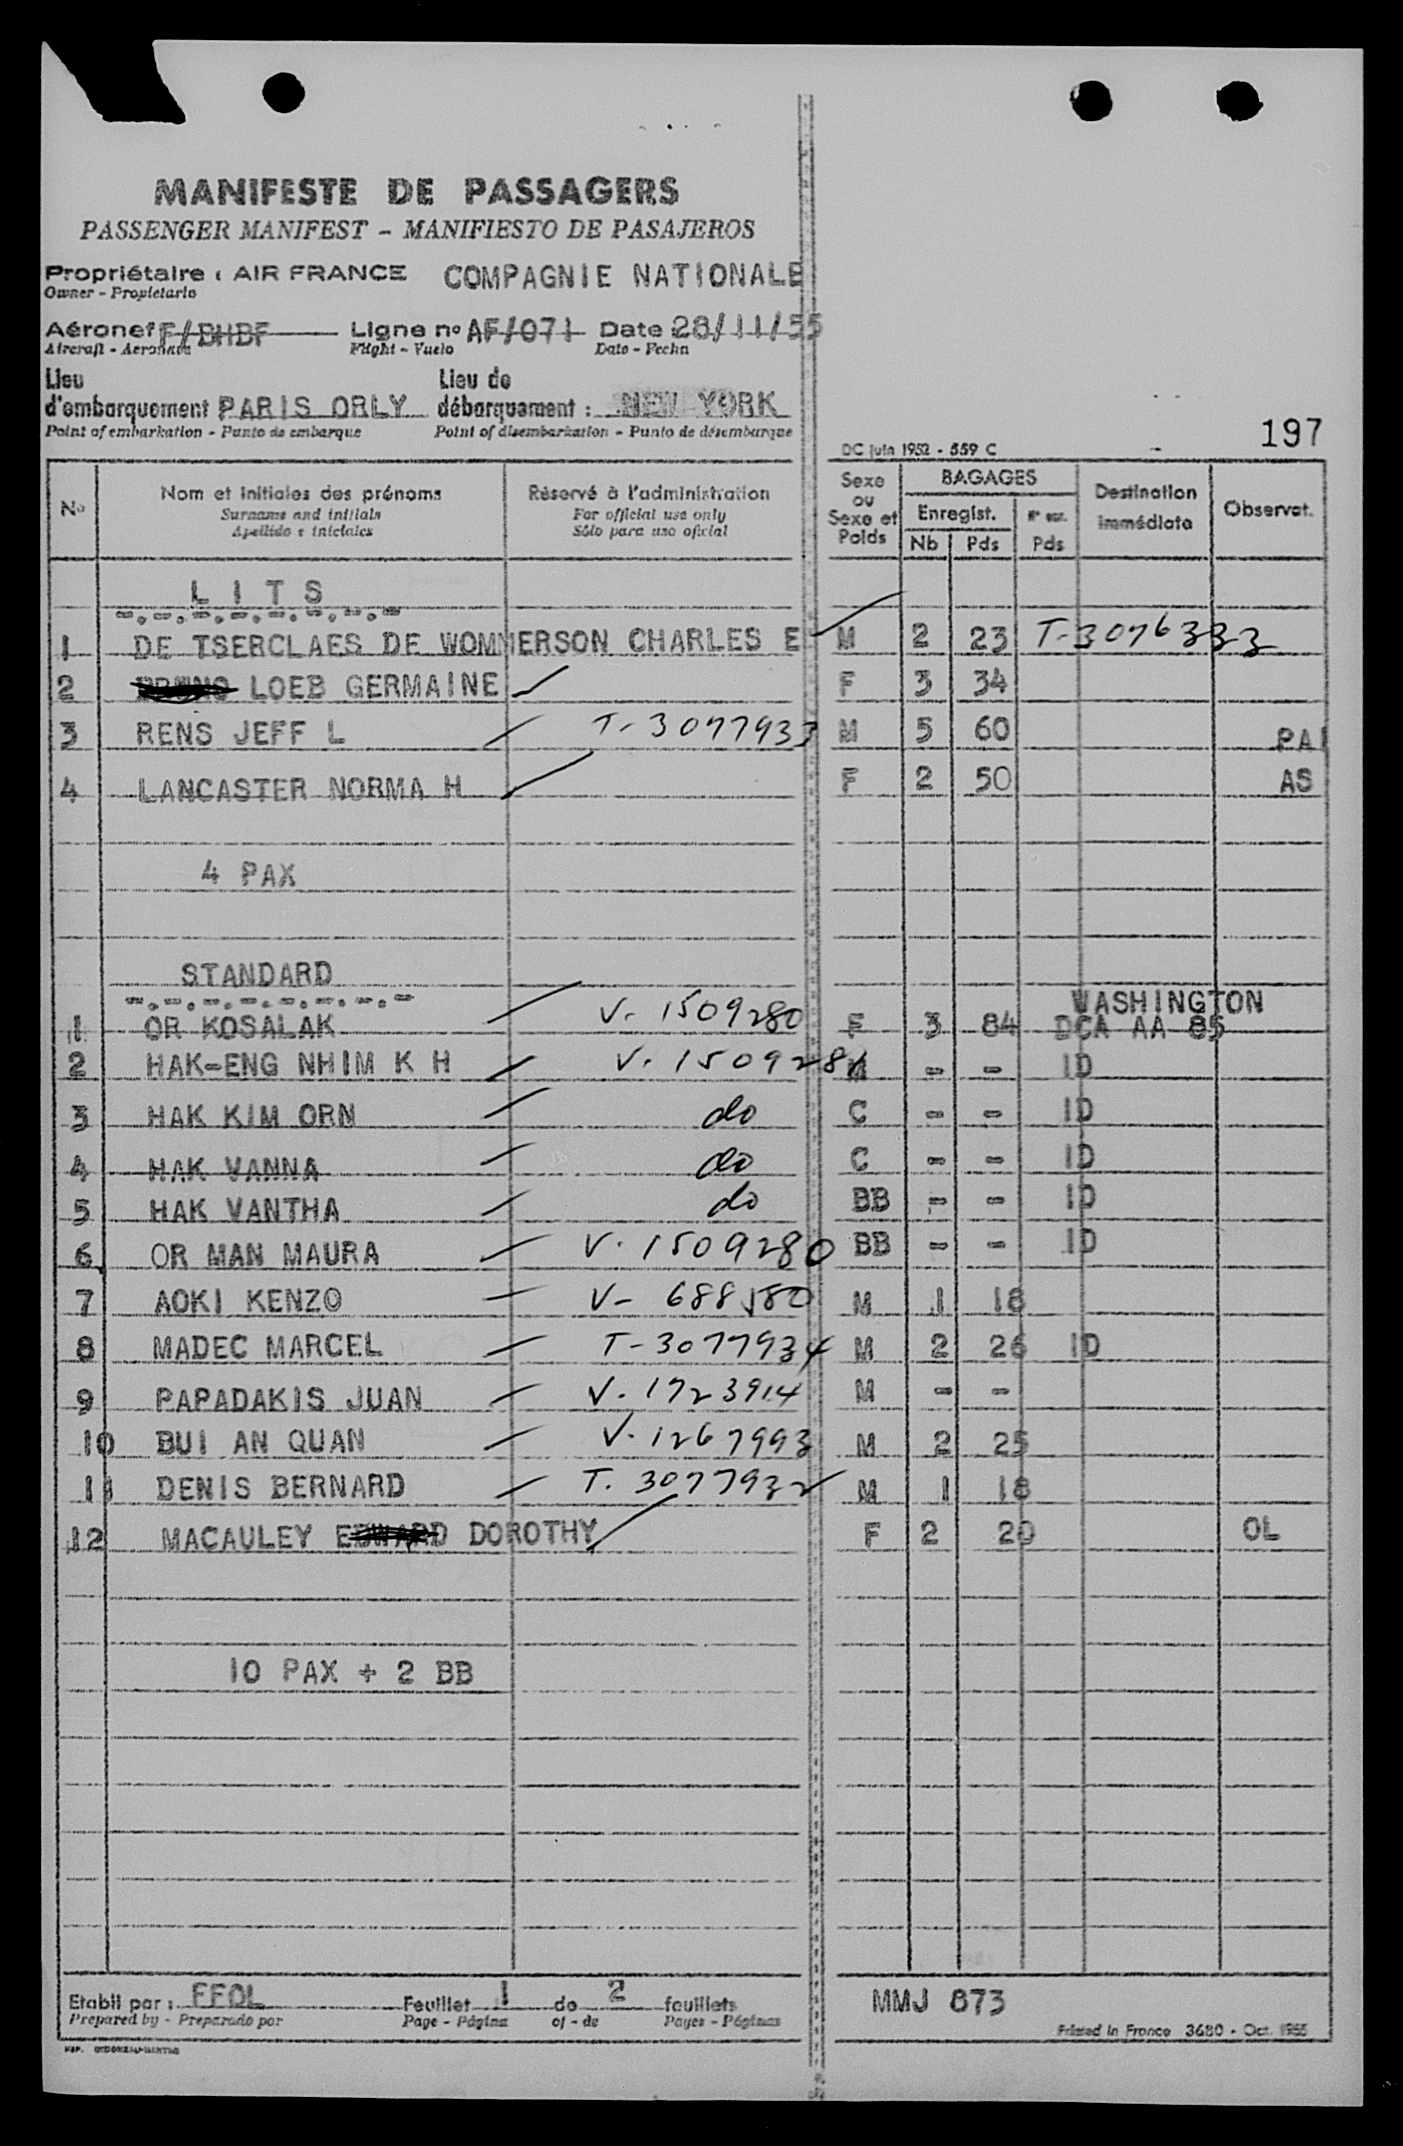 MANIFESTE DE PASSAGERS
PASSENGER MANIFEST - MANIFIESTO DE PASAJEROS
Propriétaire : AIR FRANCE COMPAGNIE NATIONALE
Owner - Propietario
Aéronef F/BHBF Ligne no AF/071 Date 28/11/55
Aircraft - Aeronave Flight - Vuelo Date - Fecha
Lieu Lieu de
d'embarquement PARIS ORLY débarquement : NEW YORK
Point of embarkation - Punto de embarque Point of disembarkation - Punto de desembarque
DC juin 1952 - 559 C
197
No Nom et initiales des prénoms Réservé à l'administration Sexe ou Sexe et Poids BAGAGES Destination immédiate Observat.
Surname and initials For official use only Enregist.
Apellido e iniciales Sólo para uso oficial Nb Pds Pds
LITS
1 DE TSERCLAES DE WOMMERSON CHARLES E M 2 23 T-3076333
2 LOEB GERMAINE F 3 34
3 RENS JEFF L T-3077933 M 5 60 PAI
4 LANCASTER NORMA H F 2 50 AS
4 PAX
STANDARD
WASHINGTON
1 OR KOSALAK V. 1509280 F 3 84 DCA AA 85
2 HAK-ENG NHIM K H V. 1509281 M - - ID
3 HAK KIM ORN do C - - ID
4 HAK VANNA do C - - ID
5 HAK VANTHA do BB - - ID
6 OR MAN MAURA V. 1509280 BB - - ID
7 AOKI KENZO V- 688580 M 1 18
8 MADEC MARCEL T-3077934 M 2 26 ID
9 PAPADAKIS JUAN V. 1723914 M - -
10 BUI AN QUAN V. 1267993 M 2 25
11 DENIS BERNARD T. 3077932 M 1 18
12 MACAULEY EDWARD DOROTHY F 2 20 OL
10 PAX + 2 BB
Etabli par : FFOL Feuillet 1 de 2 feuillets MMJ 873
Prepared by - Preparado por Page - Página of - de Pages - Páginas
Printed in France 3680 - Oct. 1955